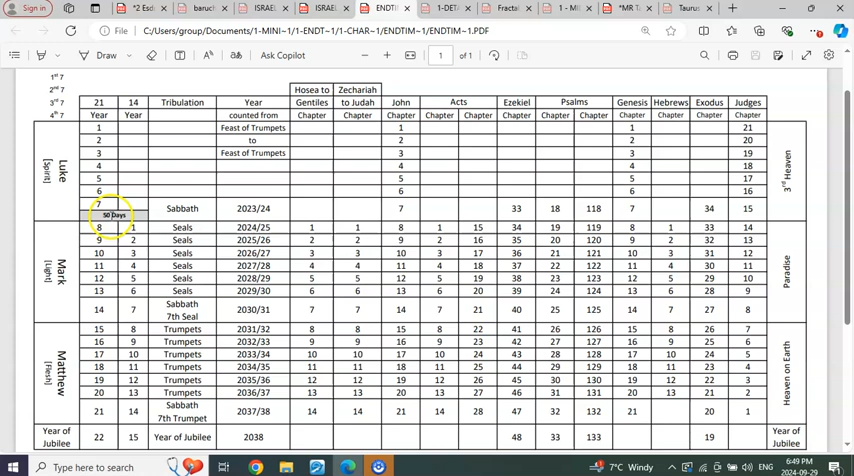 Sign in
*2 Esd
baruch
ISRAEL
ISRAEL
ENDTIM
1-DETA
Fractal
1 - MI
*MR Ta
Taurus
File C:/Users/group/Documents/1-MINI~1/1-ENDT~1/1-CHAR~1/ENDTIM~1/ENDTIM~1.PDF
Draw Ask Copilot 1 of 1
1st 7
2nd 7 Hosea to Zechariah
3rd 7 21 14 Tribulation Year Gentiles to Judah John Acts Ezekiel Psalms Genesis Hebrews Exodus Judges
4th 7 Year Year counted from Chapter Chapter Chapter Chapter Chapter Chapter Chapter Chapter Chapter Chapter Chapter Chapter
Luke [Spirit] 3rd Heaven
1 Feast of Trumpets 1 1 21
2 to 2 2 20
3 Feast of Trumpets 3 3 19
4 4 4 18
5 5 5 17
6 6 6 16
7 Sabbath 2023/24 7 33 18 118 7 34 15
50 Days
Mark [Light] Paradise
8 1 Seals 2024/25 1 1 8 1 15 34 19 119 8 1 33 14
9 2 Seals 2025/26 2 2 9 2 16 35 20 120 9 2 32 13
10 3 Seals 2026/27 3 3 10 3 17 36 21 121 10 3 31 12
11 4 Seals 2027/28 4 4 11 4 18 37 22 122 11 4 30 11
12 5 Seals 2028/29 5 5 12 5 19 38 23 123 12 5 29 10
13 6 Seals 2029/30 6 6 13 6 20 39 24 124 13 6 28 9
14 7 Sabbath 7th Seal 2030/31 7 7 14 7 21 40 25 125 14 7 27 8
Matthew [Flesh] Heaven on Earth
15 8 Trumpets 2031/32 8 8 15 8 22 41 26 126 15 8 26 7
16 9 Trumpets 2032/33 9 9 16 9 23 42 27 127 16 9 25 6
17 10 Trumpets 2033/34 10 10 17 10 24 43 28 128 17 10 24 5
18 11 Trumpets 2034/35 11 11 18 11 25 44 29 129 18 11 23 4
19 12 Trumpets 2035/36 12 12 19 12 26 45 30 130 19 12 22 3
20 13 Trumpets 2036/37 13 13 20 13 27 46 31 131 20 13 21 2
21 14 Sabbath 7th Trumpet 2037/38 14 14 21 14 28 47 32 132 21 20 1
Year of Jubilee 22 15 Year of Jubilee 2038 48 33 133 19 Year of Jubilee
Type here to search
7°C Windy
ENG
6:49 PM
2024-09-29